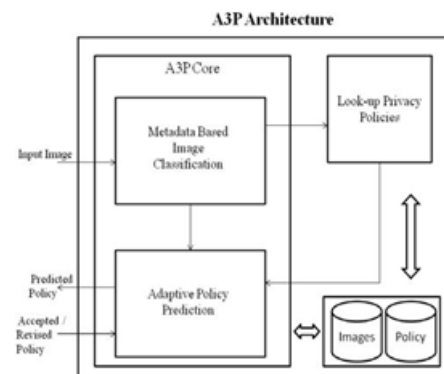 A3P Architecture
A3P Core
Metadata Based
Image
Classification
Look-up Privacy
Policies
Input Image
Predicted
Policy
Adaptive Policy
Prediction
Accepted /
Revised
Policy
Images
Policy